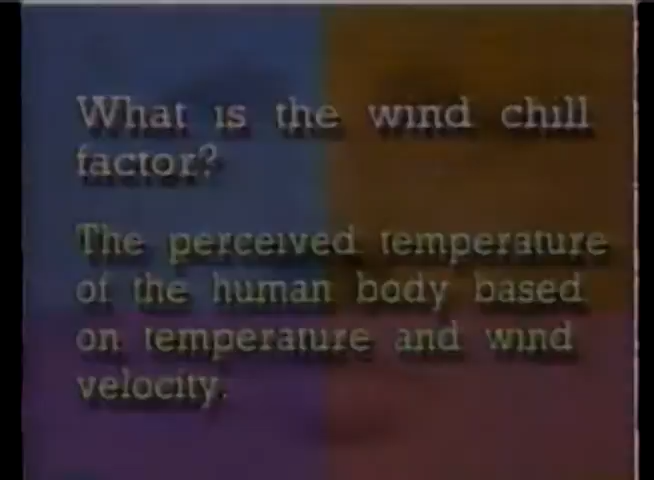 What is the wind chill
factor?
The perceived temperature
of the human body based
on temperature and wind
velocity.